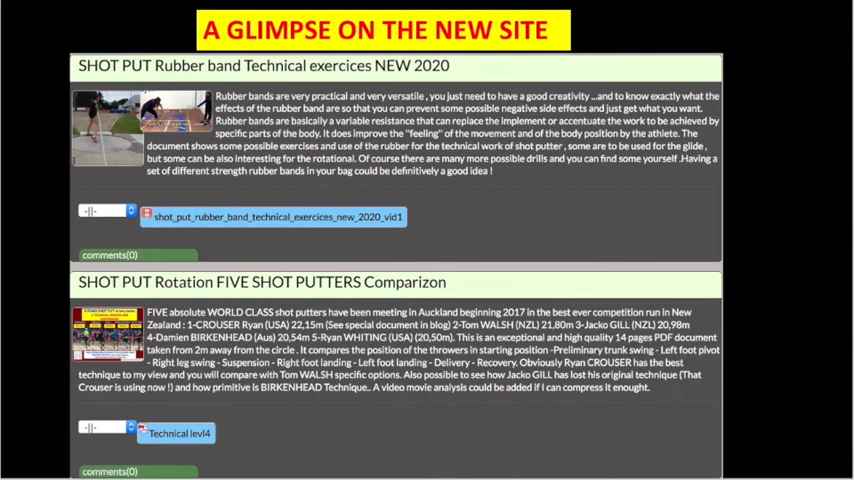 A GLIMPSE ON THE NEW SITE
SHOT PUT Rubber band Technical exercices NEW 2020
Rubber bands are very practical and very versatile , you just need to have a good creativity ...and to know exactly what the
effects of the rubber band are so that you can prevent some possible negative side effects and just get what you want.
Rubber bands are basically a variable resistance that can replace the implement or accentuate the work to be achieved by
specific parts of the body. It does improve the "feeling" of the movement and of the body position by the athlete. The
document shows some possible exercises and use of the rubber for the technical work of shot putter , some are to be used for the glide ,
but some can be also interesting for the rotational. Of course there are many more possible drills and you can find some yourself .Having a
set of different strength rubber bands in your bag could be definitively a good idea !
-||-
shot_put_rubber_band_technical_exercices_new_2020_vid1
comments(0)
SHOT PUT Rotation FIVE SHOT PUTTERS Comparizon
FIVE absolute WORLD CLASS shot putters have been meeting in Auckland beginning 2017 in the best ever competition run in New
Zealand : 1-CROUSER Ryan (USA) 22,15m (See special document in blog) 2-Tom WALSH (NZL) 21,80m 3-Jacko GILL (NZL) 20,98m
4-Damien BIRKENHEAD (Aus) 20,54m 5-Ryan WHITING (USA) (20,50m). This is an exceptional and high quality 14 pages PDF document
taken from 2m away from the circle . It compares the position of the throwers in starting position -Preliminary trunk swing - Left foot pivot
- Right leg swing - Suspension - Right foot landing - Left foot landing - Delivery - Recovery. Obviously Ryan CROUSER has the best
technique to my view and you will compare with Tom WALSH specific options. Also possible to see how Jacko GILL has lost his original technique (That
Crouser is using now !) and how primitive is BIRKENHEAD Technique.. A video movie analysis could be added if I can compress it enought.
-||-
Technical levl4
comments(0)